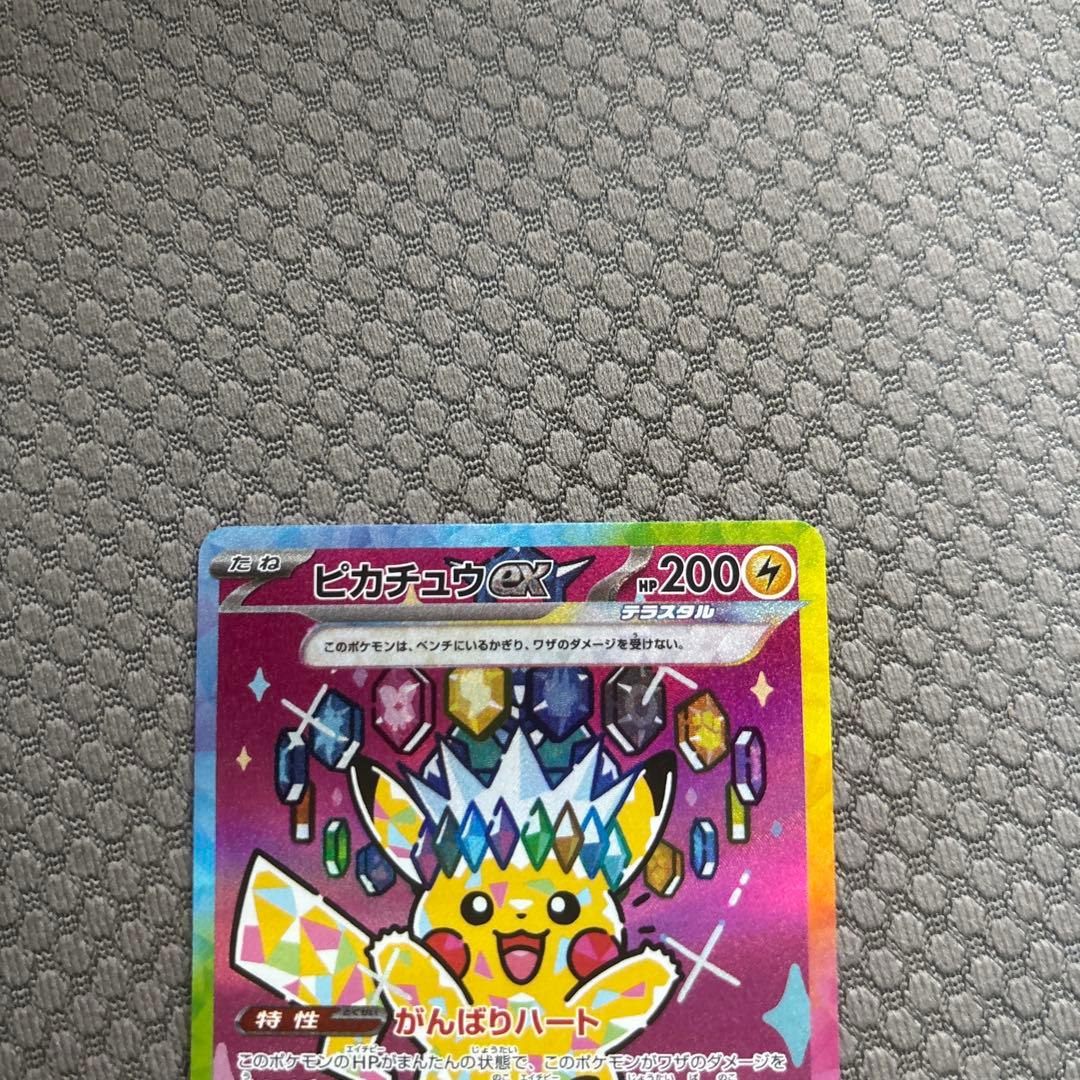 たね ピカチュウex HP 200
テラスタル
このポケモンは、ベンチにいるかぎり、ワザのダメージを受けない。
特性 がんばりハート
このポケモンのHPがまんたんの状態で、このポケモンがワザのダメージを